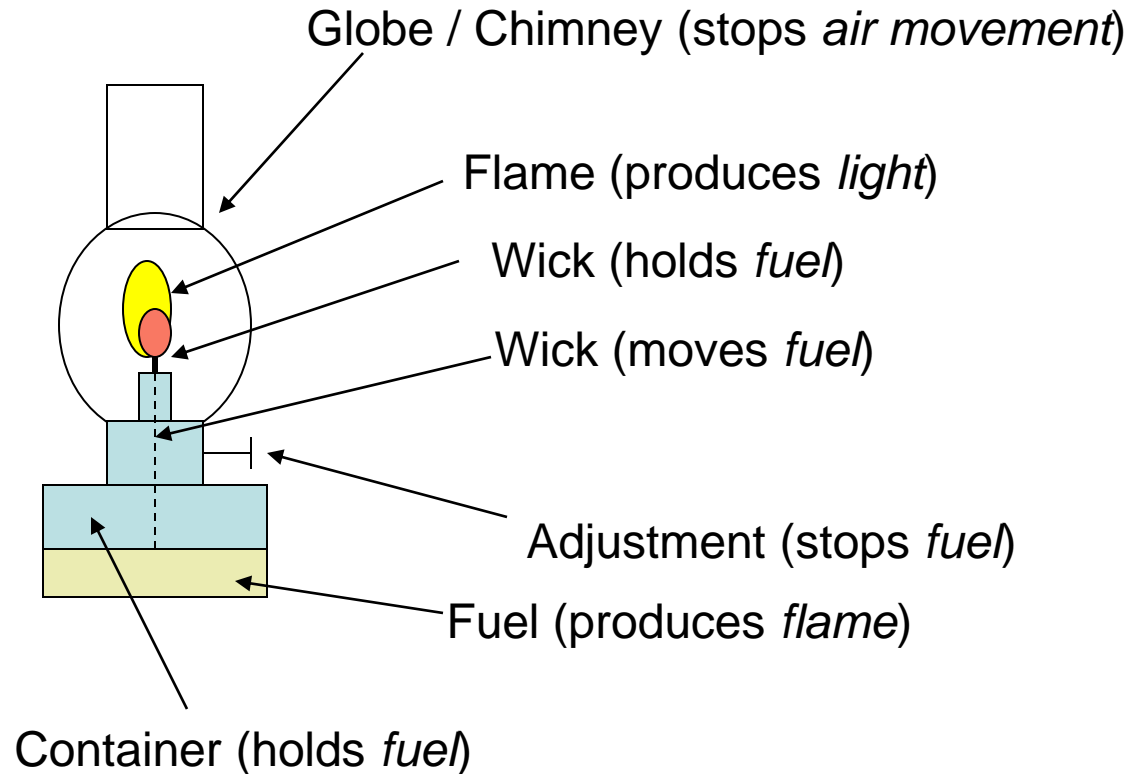 Globe / Chimney (stops air movement)
Flame (produces light)
Wick (holds fuel)
Wick (moves fuel)
Adjustment (stops fuel)
Fuel (produces flame)
Container (holds fuel)